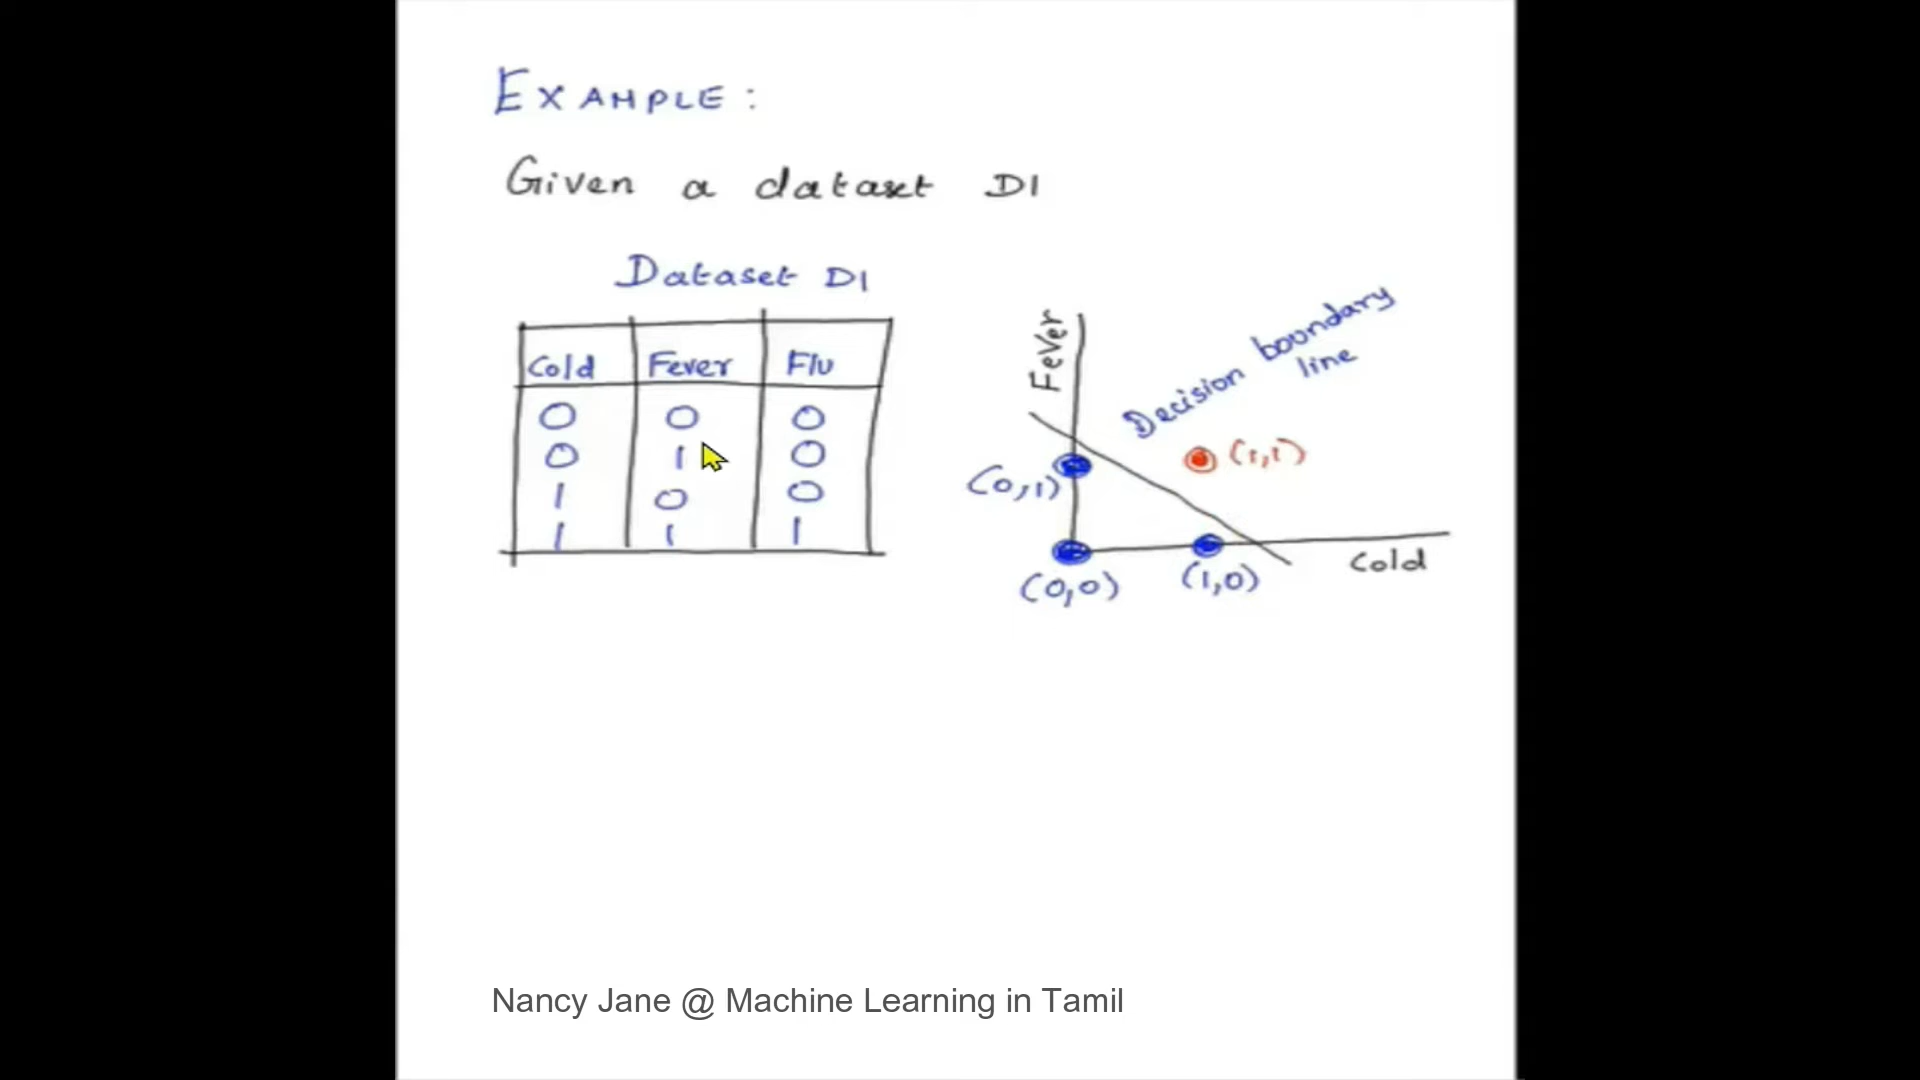 EXAMPLE:
Given a dataset D1
Dataset D1
Cold Fever Flu
0 0 0
0 1 0
1 0 0
1 1 1
Fever
Decision boundary
line
(1,1)
(0,1)
(0,0)
(1,0)
Cold
Nancy Jane @ Machine Learning in Tamil